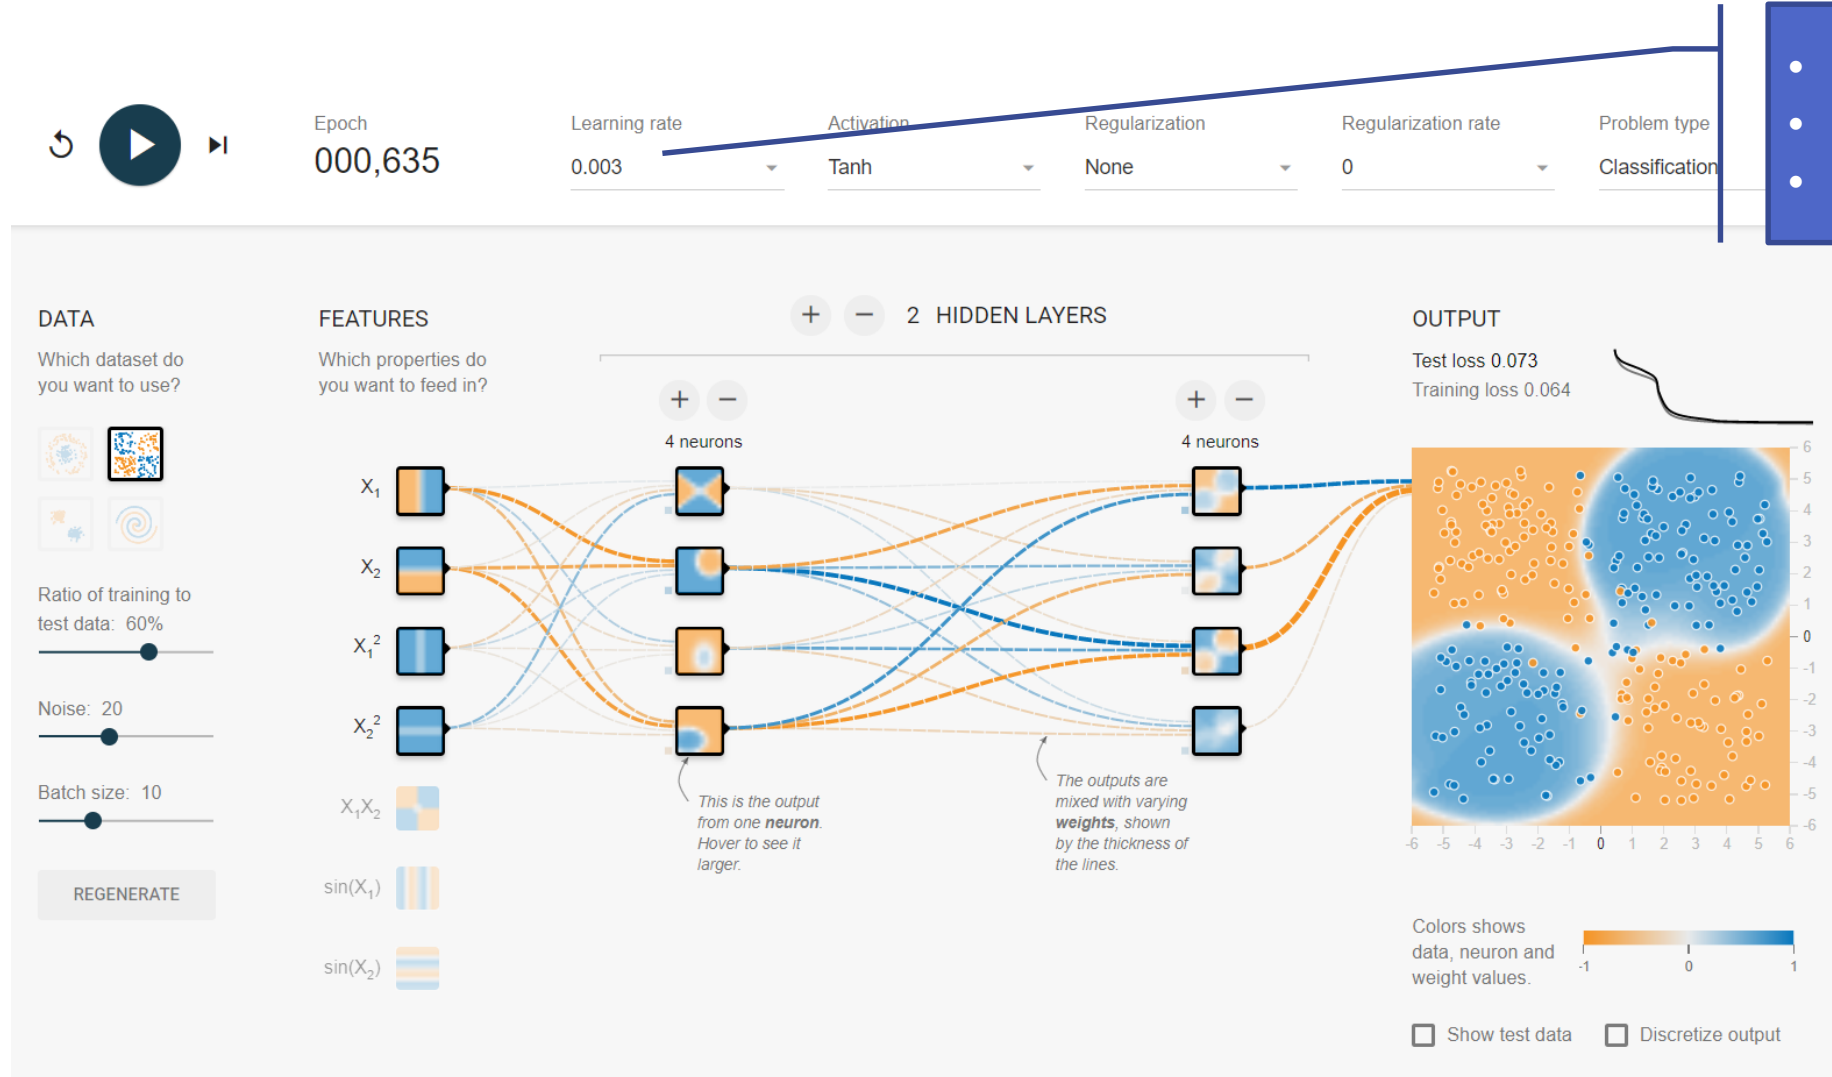 Epoch
000,635
Learning rate
0.003
Activation
Tanh
Regularization
None
Regularization rate
0
Problem type
Classification
DATA
Which dataset do
you want to use?
Ratio of training to
test data: 60%
Noise: 20
Batch size: 10
REGENERATE
FEATURES
Which properties do
you want to feed in?
X₁
X₂
X₁²
X₂²
X₁X₂
sin(X₁)
sin(X₂)
+ − 2 HIDDEN LAYERS
+ −
4 neurons
+ −
4 neurons
This is the output
from one neuron.
Hover to see it
larger.
The outputs are
mixed with varying
weights, shown
by the thickness of
the lines.
OUTPUT
Test loss 0.073
Training loss 0.064
6
5
4
3
2
1
0
-1
-2
-3
-4
-5
-6
-6 -5 -4 -3 -2 -1 0 1 2 3 4 5 6
Colors shows
data, neuron and
weight values.
-1 0 1
Show test data
Discretize output